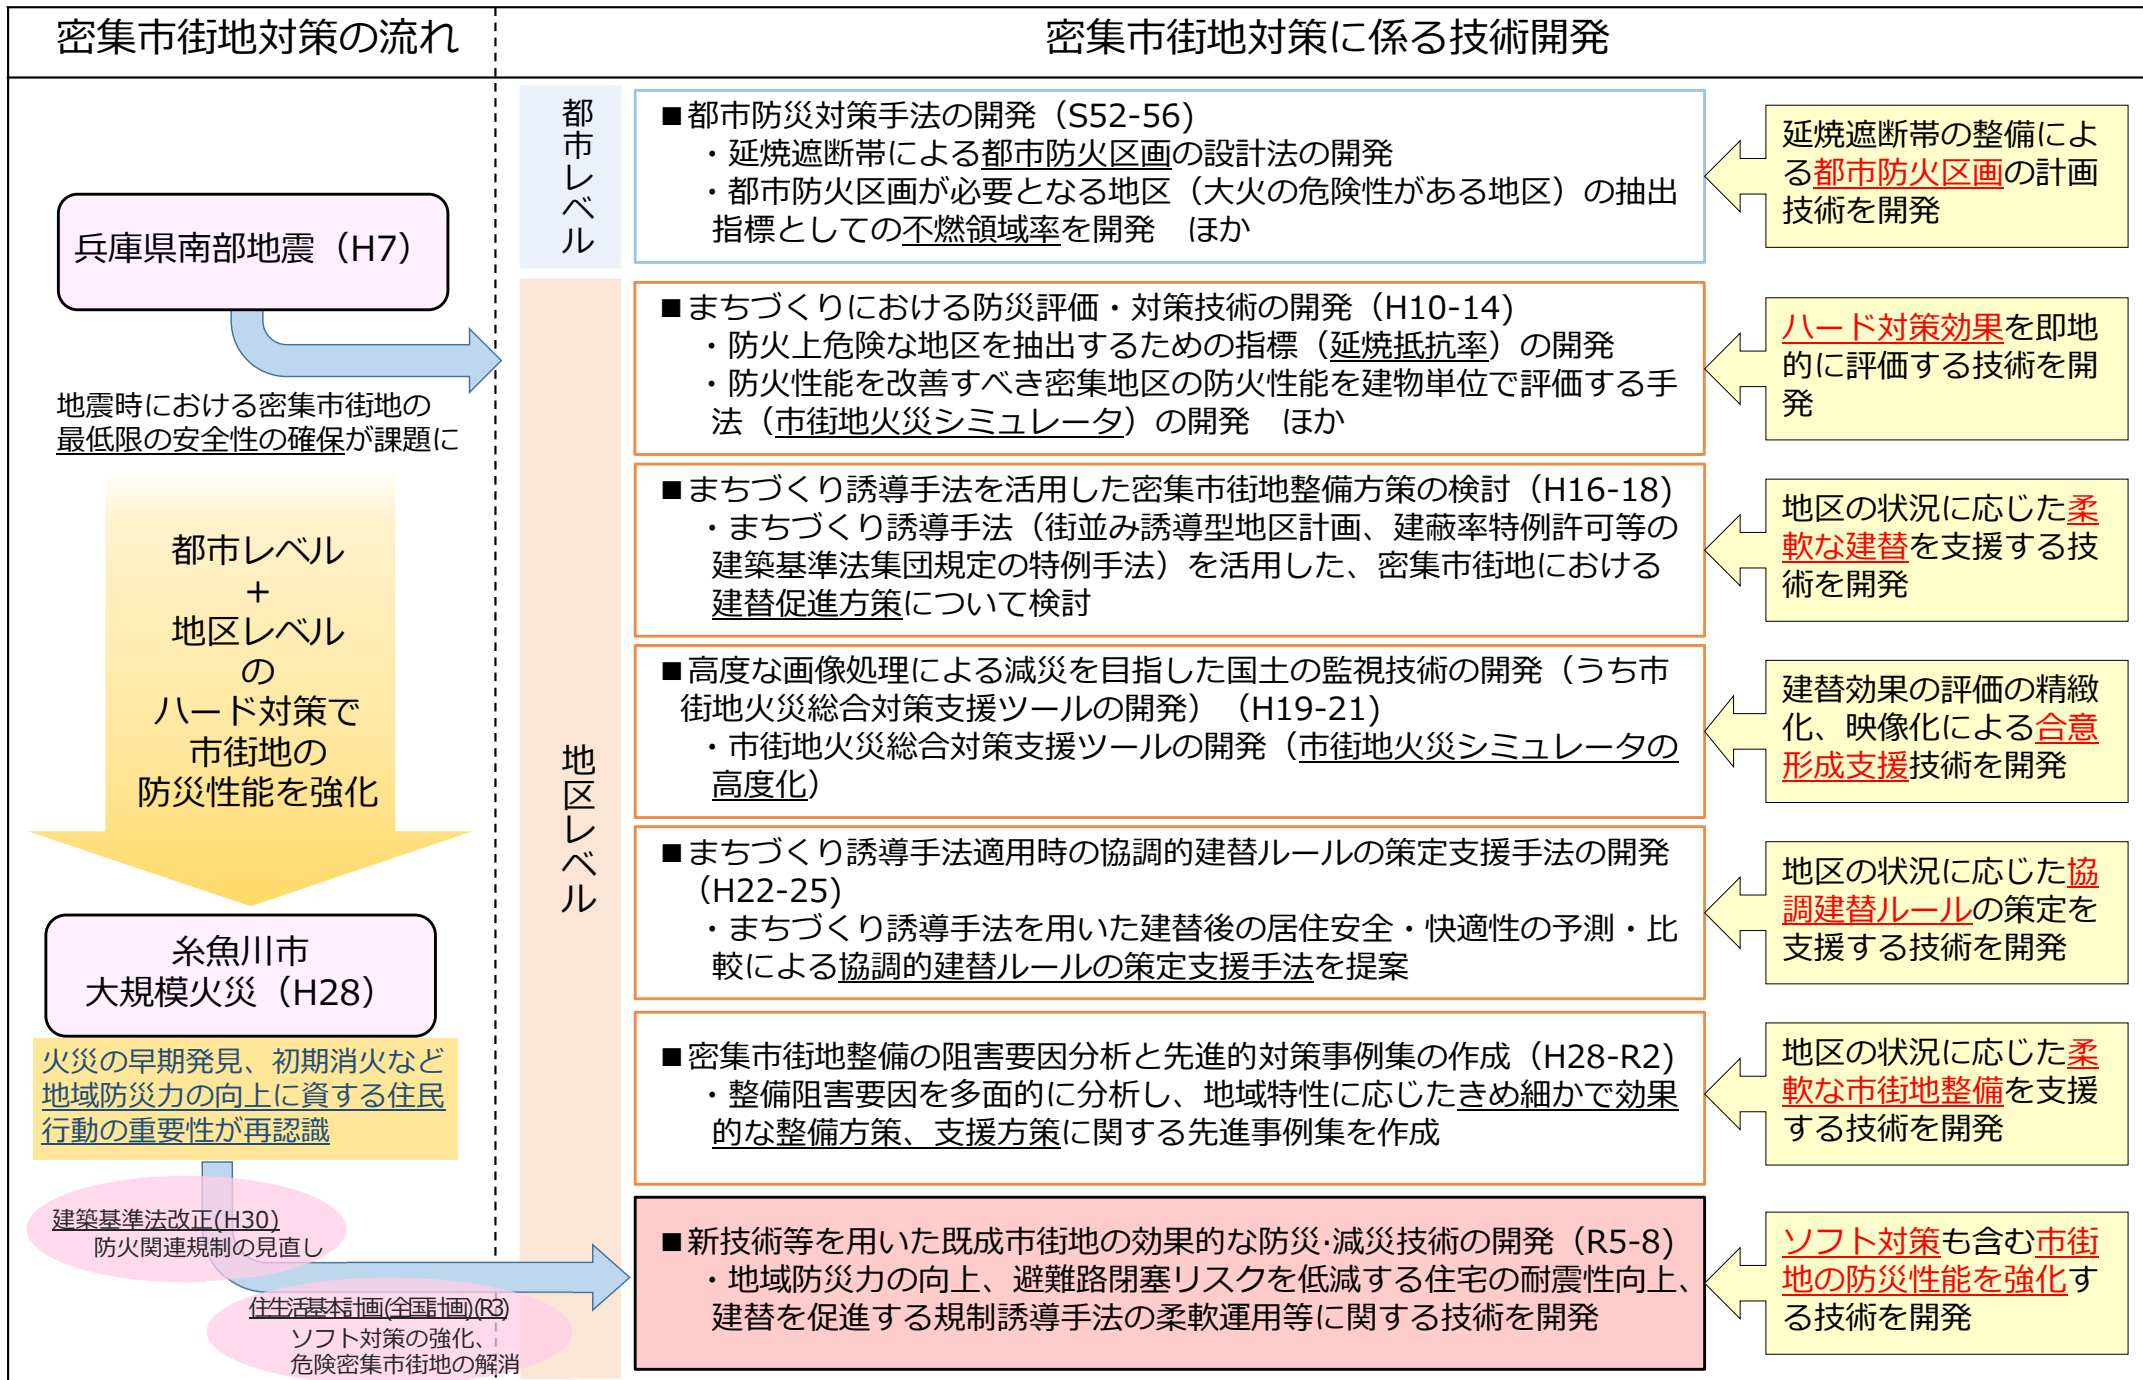 密集市街地対策の流れ
密集市街地対策に係る技術開発
兵庫県南部地震（H7）
地震時における密集市街地の
最低限の安全性の確保が課題に
都市レベル
＋
地区レベル
の
ハード対策で
市街地の
防災性能を強化
糸魚川市
大規模火災（H28）
火災の早期発見、初期消火など
地域防災力の向上に資する住民
行動の重要性が再認識
建築基準法改正(H30)
防火関連規制の見直し
住生活基本計画(全国計画)(R3)
ソフト対策の強化、
危険密集市街地の解消
都市レベル
■都市防災対策手法の開発（S52-56)
・延焼遮断帯による都市防火区画の設計法の開発
・都市防火区画が必要となる地区（大火の危険性がある地区）の抽出
指標としての不燃領域率を開発　ほか
延焼遮断帯の整備によ
る都市防火区画の計画
技術を開発
地区レベル
■まちづくりにおける防災評価・対策技術の開発（H10-14)
・防火上危険な地区を抽出するための指標（延焼抵抗率）の開発
・防火性能を改善すべき密集地区の防火性能を建物単位で評価する手
法（市街地火災シミュレータ）の開発　ほか
ハード対策効果を即地
的に評価する技術を開
発
■まちづくり誘導手法を活用した密集市街地整備方策の検討（H16-18)
・まちづくり誘導手法（街並み誘導型地区計画、建蔽率特例許可等の
建築基準法集団規定の特例手法）を活用した、密集市街地における
建替促進方策について検討
地区の状況に応じた柔
軟な建替を支援する技
術を開発
■高度な画像処理による減災を目指した国土の監視技術の開発（うち市
街地火災総合対策支援ツールの開発）（H19-21)
・市街地火災総合対策支援ツールの開発（市街地火災シミュレータの
高度化）
建替効果の評価の精緻
化、映像化による合意
形成支援技術を開発
■まちづくり誘導手法適用時の協調的建替ルールの策定支援手法の開発
（H22-25)
・まちづくり誘導手法を用いた建替後の居住安全・快適性の予測・比
較による協調的建替ルールの策定支援手法を提案
地区の状況に応じた協
調建替ルールの策定を
支援する技術を開発
■密集市街地整備の阻害要因分析と先進的対策事例集の作成（H28-R2)
・整備阻害要因を多面的に分析し、地域特性に応じたきめ細かで効果
的な整備方策、支援方策に関する先進事例集を作成
地区の状況に応じた柔
軟な市街地整備を支援
する技術を開発
■新技術等を用いた既成市街地の効果的な防災･減災技術の開発（R5-8)
・地域防災力の向上、避難路閉塞リスクを低減する住宅の耐震性向上、
建替を促進する規制誘導手法の柔軟運用等に関する技術を開発
ソフト対策も含む市街
地の防災性能を強化す
る技術を開発